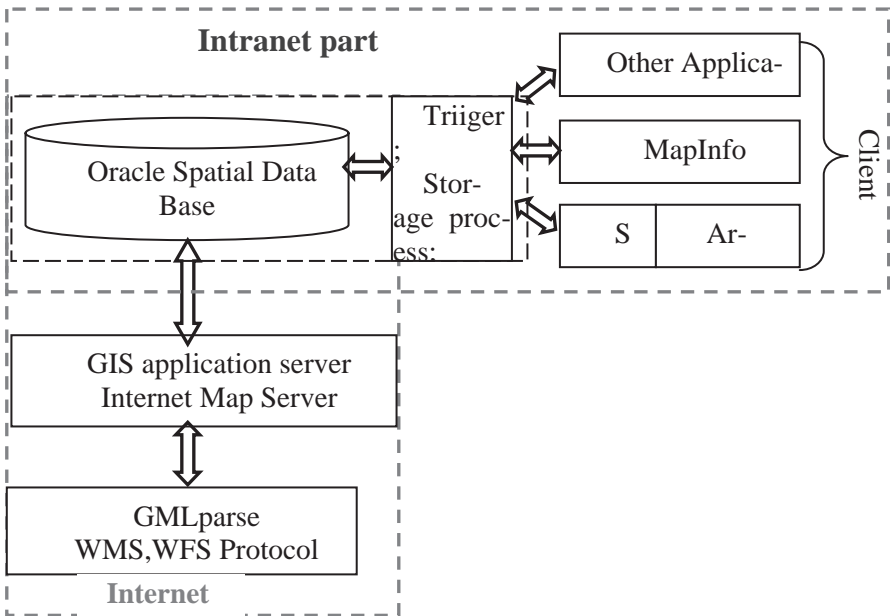 Intranet part
Other Applica-
Triiger
;
Stor-
age proc-
ess;
MapInfo
Client
Oracle Spatial Data
Base
S
Ar-
GIS application server
Internet Map Server
GMLparse
WMS,WFS Protocol
Internet